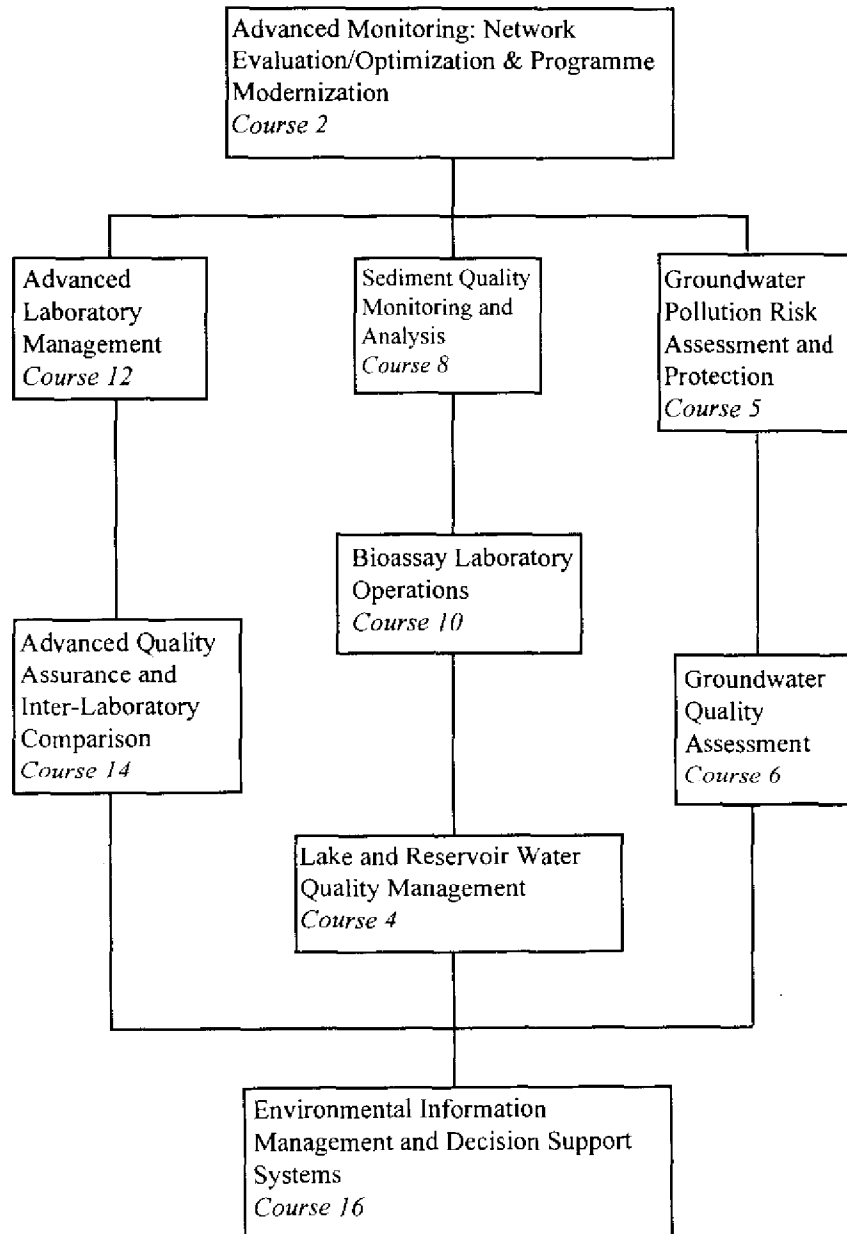 Advanced Monitoring: Network
Evaluation/Optimization & Programme
Modernization
Course 2
Advanced
Laboratory
Management
Course 12
Sediment Quality
Monitoring and
Analysis
Course 8
Groundwater
Pollution Risk
Assessment and
Protection
Course 5
Bioassay Laboratory
Operations
Course 10
Advanced Quality
Assurance and
Inter-Laboratory
Comparison
Course 14
Groundwater
Quality
Assessment
Course 6
Lake and Reservoir Water
Quality Management
Course 4
Environmental Information
Management and Decision Support
Systems
Course 16